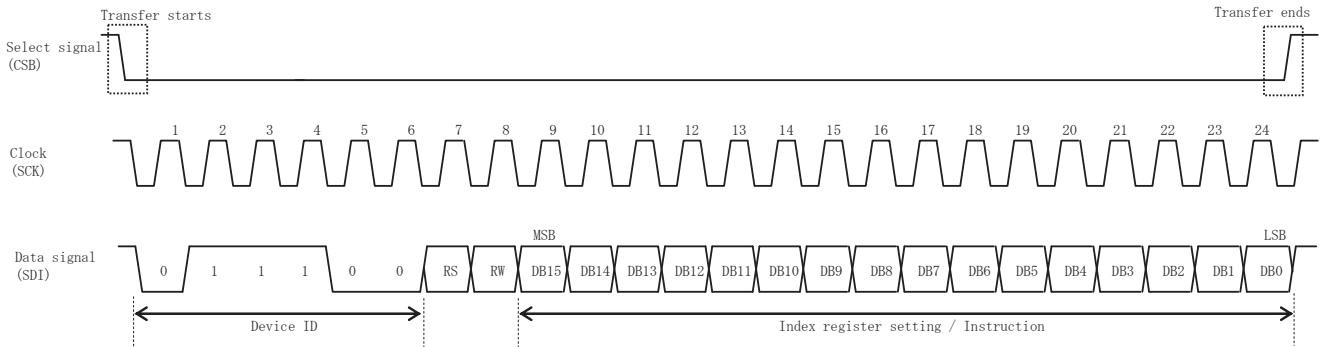 Transfer starts
Transfer ends
Select signal
(CSB)
1 2 3 4 5 6 7 8 9 10 11 12 13 14 15 16 17 18 19 20 21 22 23 24
Clock
(SCK)
MSB
LSB
Data signal
(SDI)
0 1 1 1 0 0 RS RW DB15 DB14 DB13 DB12 DB11 DB10 DB9 DB8 DB7 DB6 DB5 DB4 DB3 DB2 DB1 DB0
Device ID
Index register setting / Instruction